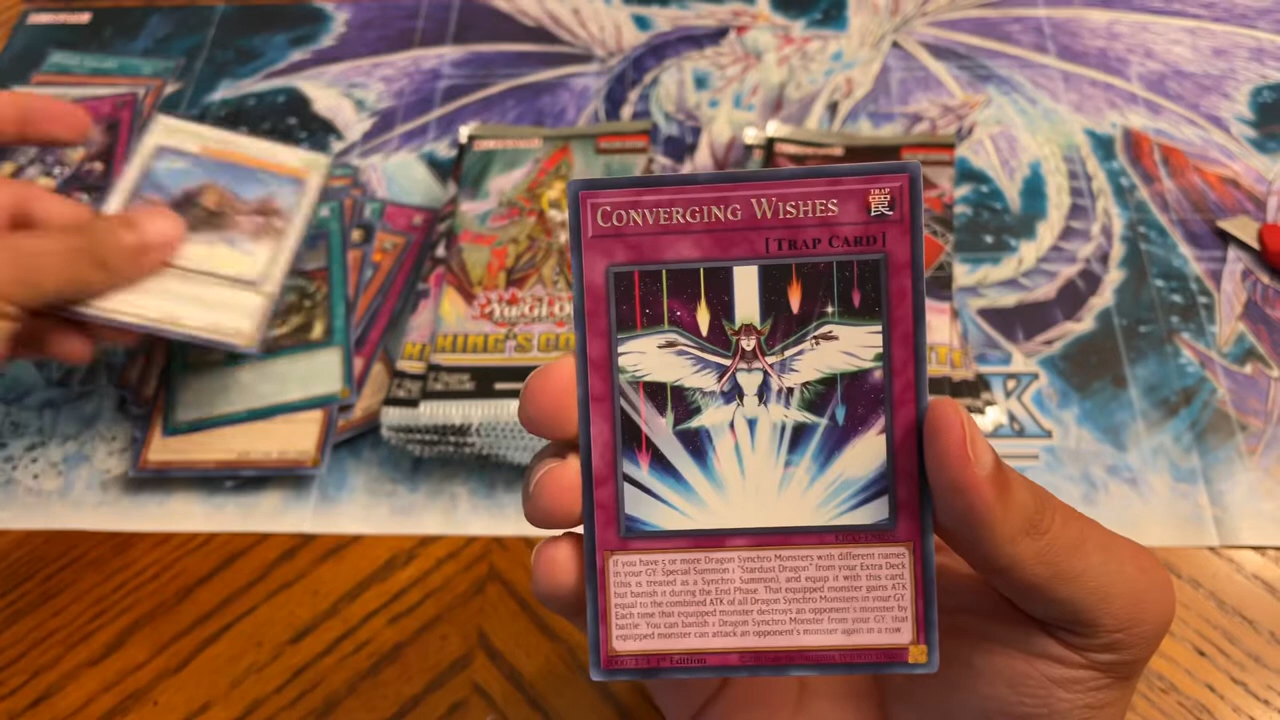 CONVERGING WISHES
TRAP
罠
[TRAP CARD]
If you have 5 or more Dragon Synchro Monsters with different names
in your GY: Special Summon 1 "Stardust Dragon" from your Extra Deck
(this is treated as a Synchro Summon), and equip it with this card,
but banish it during the End Phase. That equipped monster gains ATK
equal to the combined ATK of all Dragon Synchro Monsters in your GY.
Each time that equipped monster destroys an opponent's monster by
battle: You can banish 1 Dragon Synchro Monster from your GY, that
equipped monster can attack an opponent's monster again in a row.
1st Edition
Yu-Gi-O
KING'S CO